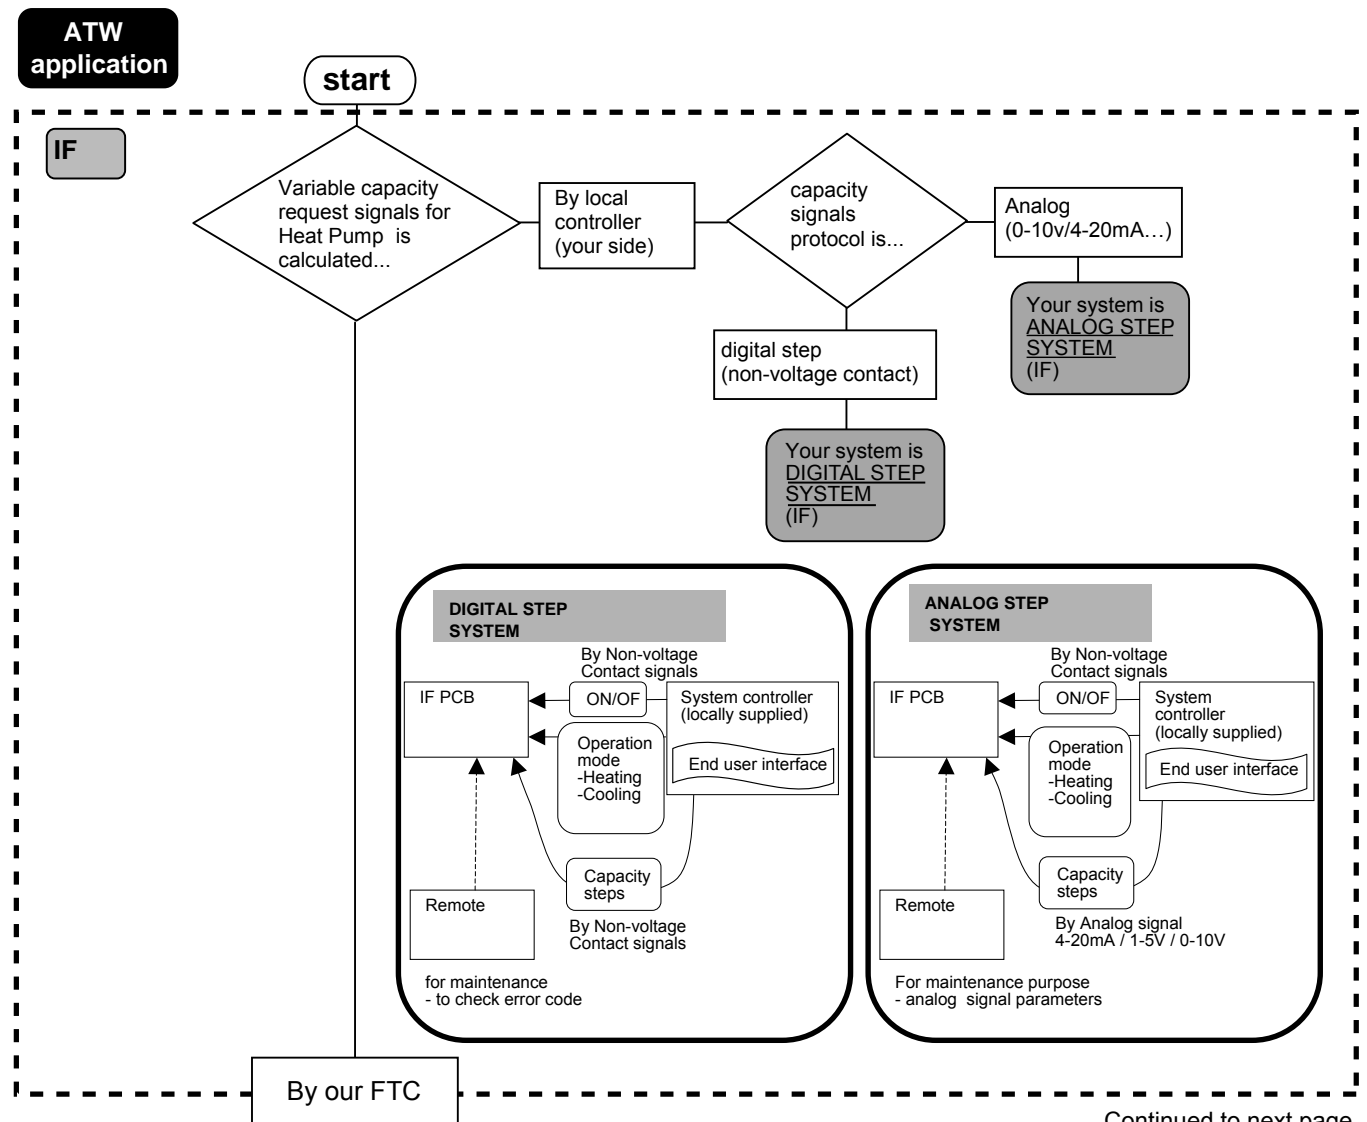 ATW
application
start
IF
Variable capacity
request signals for
Heat Pump is
calculated...
By local
controller
(your side)
capacity
signals
protocol is...
Analog
(0-10v/4-20mA…)
Your system is
ANALOG STEP
SYSTEM
(IF)
digital step
(non-voltage contact)
Your system is
DIGITAL STEP
SYSTEM
(IF)
DIGITAL STEP
SYSTEM
By Non-voltage
Contact signals
IF PCB
ON/OF
System controller
(locally supplied)
Operation
mode
-Heating
-Cooling
End user interface
Capacity
steps
Remote
By Non-voltage
Contact signals
for maintenance
- to check error code
ANALOG STEP
SYSTEM
By Non-voltage
Contact signals
IF PCB
ON/OF
System
controller
(locally supplied)
Operation
mode
-Heating
-Cooling
End user interface
Capacity
steps
Remote
By Analog signal
4-20mA / 1-5V / 0-10V
For maintenance purpose
- analog signal parameters
By our FTC
Continued to next page